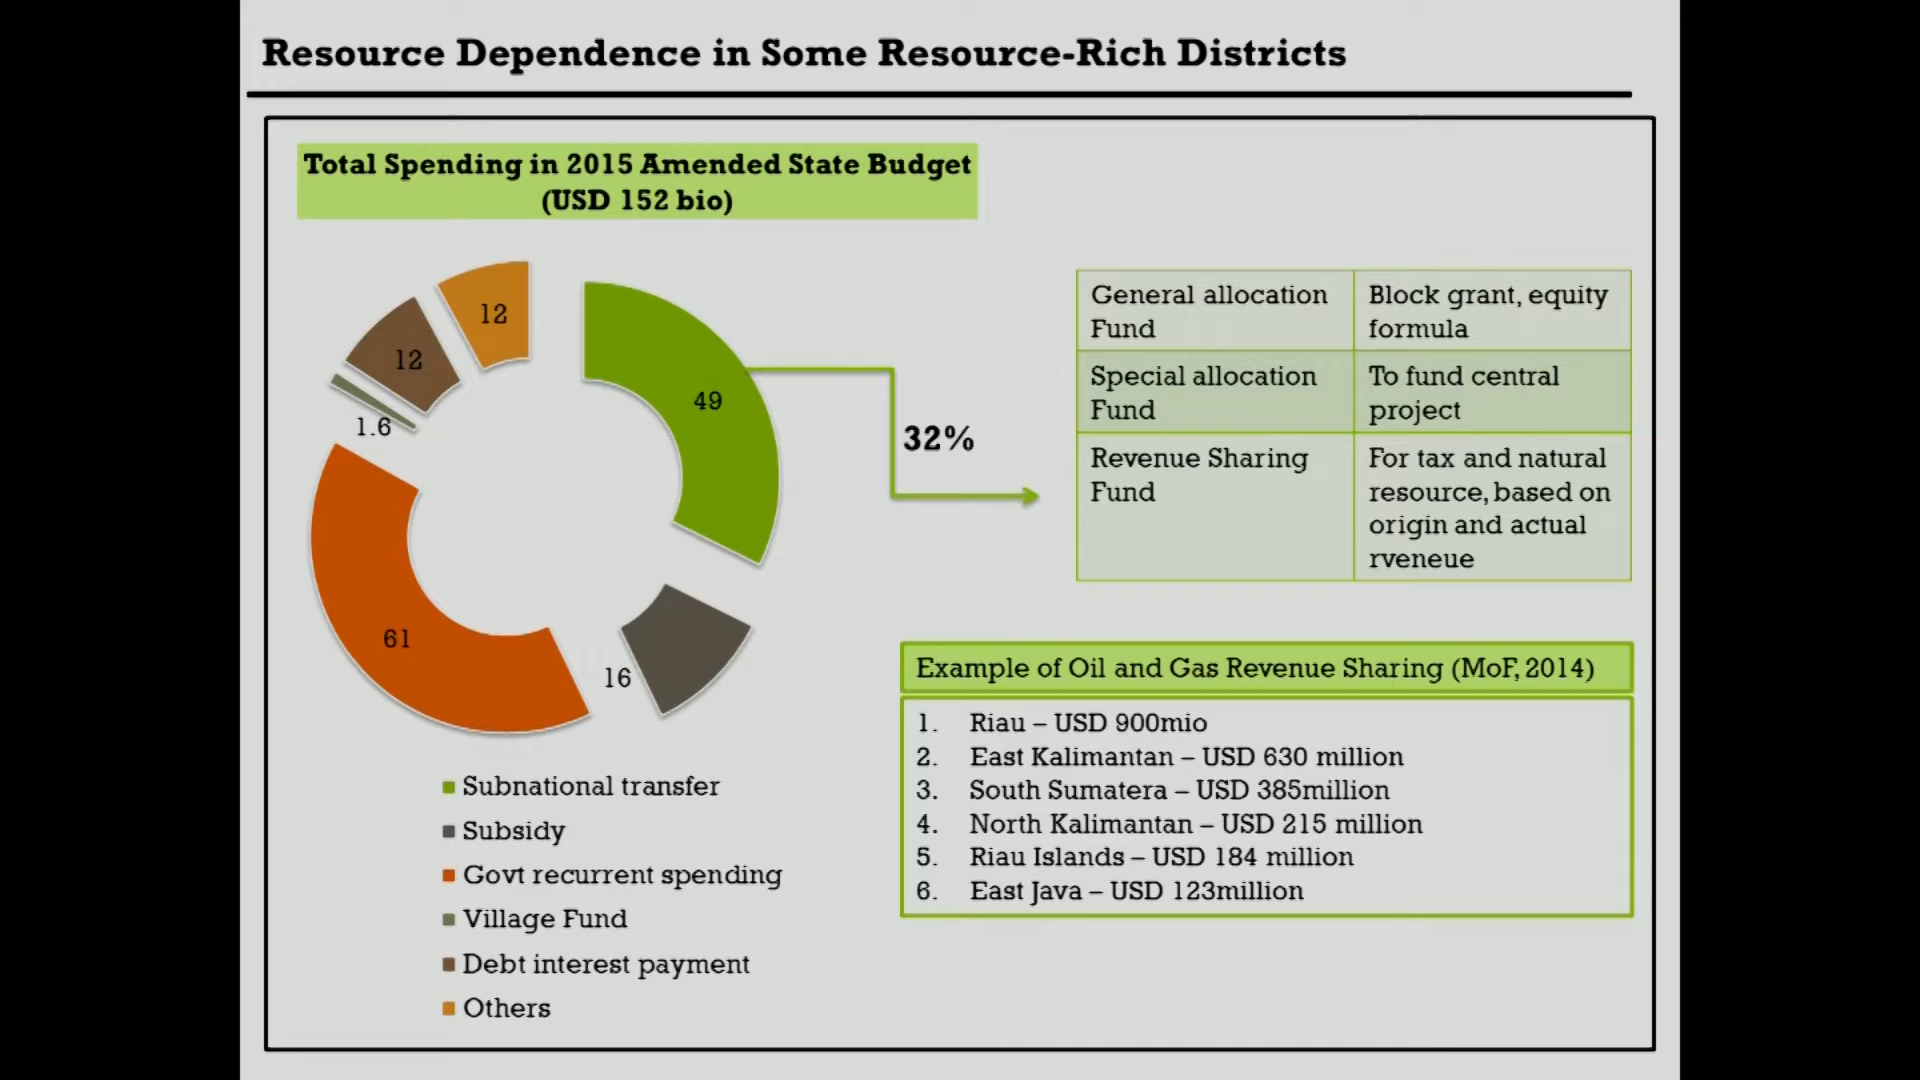 Resource Dependence in Some Resource-Rich Districts
Total Spending in 2015 Amended State Budget
(USD 152 bio)
12
12
1.6
49
61
16
32%
Subnational transfer
Subsidy
Govt recurrent spending
Village Fund
Debt interest payment
Others
General allocation
Fund
Block grant, equity
formula
Special allocation
Fund
To fund central
project
Revenue Sharing
Fund
For tax and natural
resource, based on
origin and actual
rveneue
Example of Oil and Gas Revenue Sharing (MoF, 2014)
1. Riau – USD 900mio
2. East Kalimantan – USD 630 million
3. South Sumatera – USD 385million
4. North Kalimantan – USD 215 million
5. Riau Islands – USD 184 million
6. East Java – USD 123million